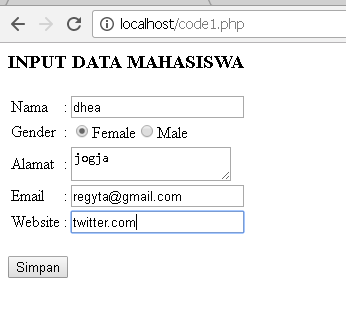 localhost/code1.php
INPUT DATA MAHASISWA
Nama : dhea
Gender : Female Male
Alamat : jogja
Email : regyta@gmail.com
Website : twitter.com
Simpan